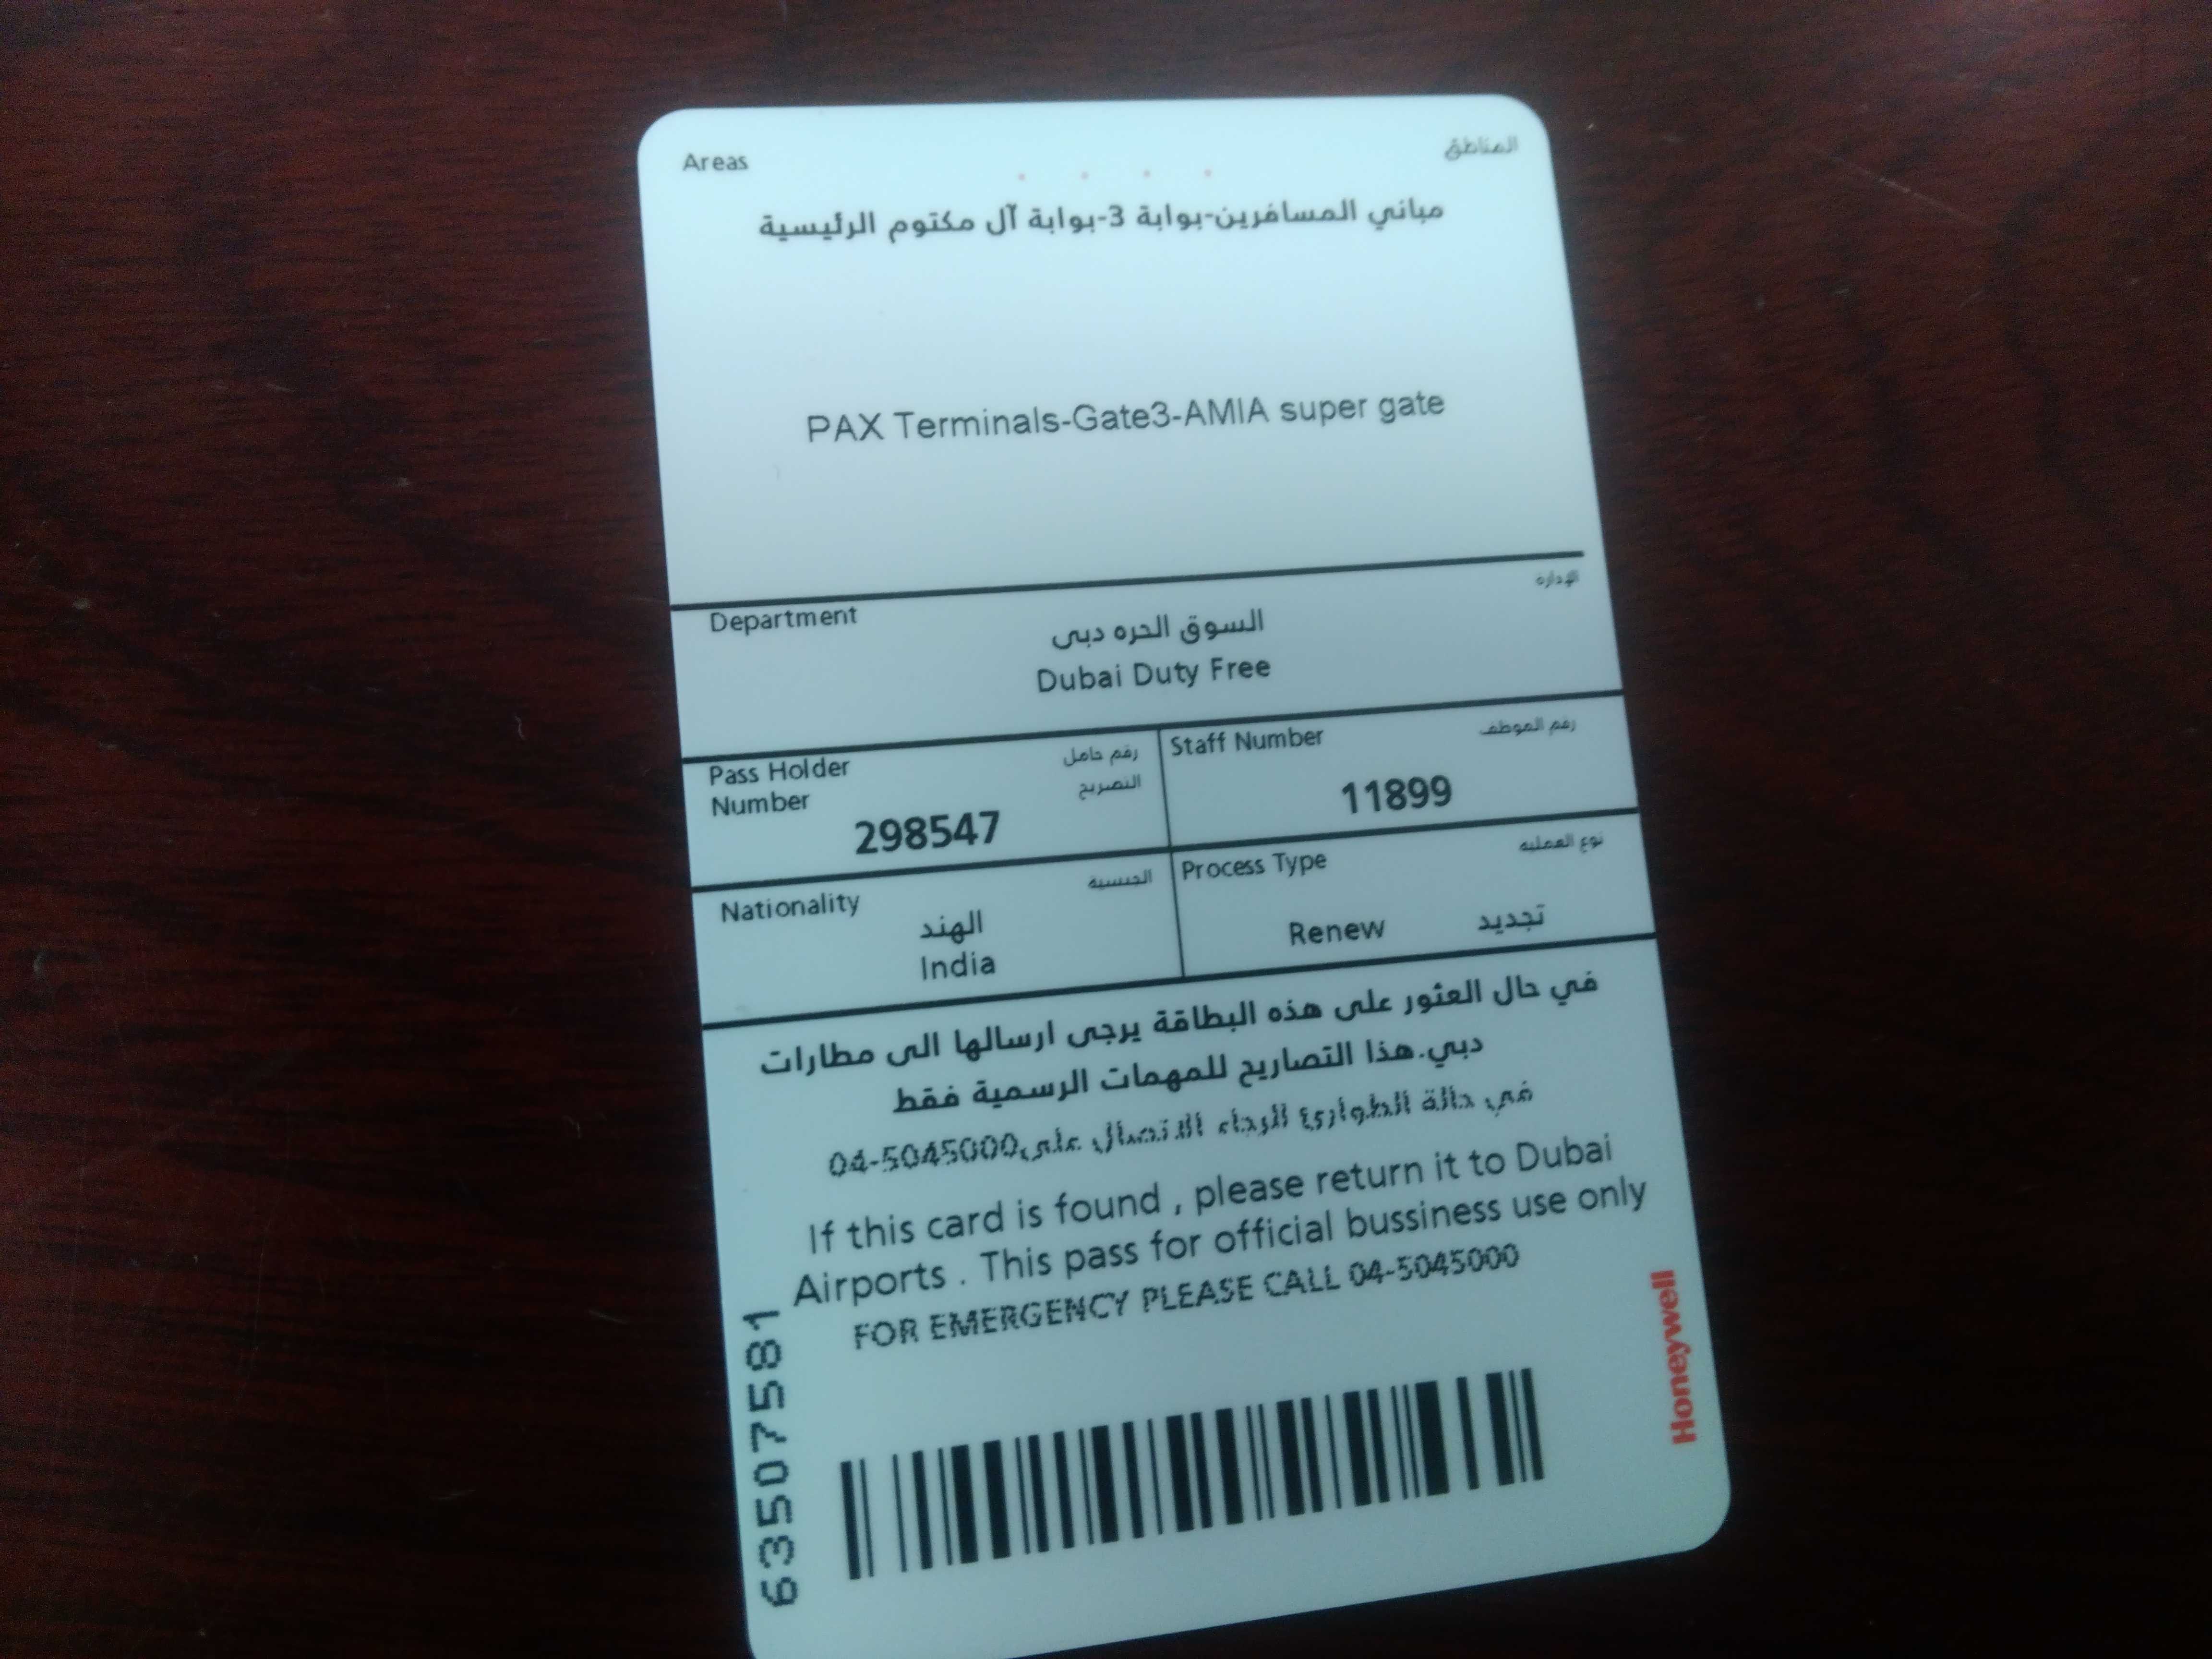 Areas المناطق
مباني المسافرين-بوابة 3-بوابة آل مكتوم الرئيسية
PAX Terminals-Gate3-AMIA super gate
Department الإدارة
السوق الحره دبى
Dubai Duty Free
Pass Holder Number رقم حامل التصريح
298547
Staff Number رقم الموظف
11899
Nationality الجنسية
الهند
India
Process Type نوع العمليه
Renew تجديد
في حال العثور على هذه البطاقة يرجى ارسالها الى مطارات
دبي.هذا التصاريح للمهمات الرسمية فقط
في حالة الطوارئ الرجاء الاتصال على04-5045000
If this card is found , please return it to Dubai
Airports . This pass for official bussiness use only
FOR EMERGENCY PLEASE CALL 04-5045000
63507581
Honeywell